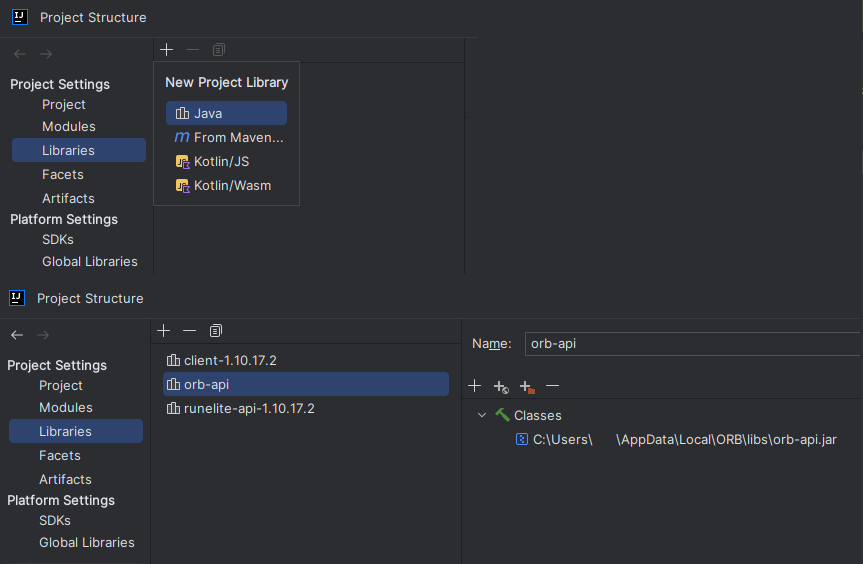 Project Structure
New Project Library
Project Settings
Project
Modules
Libraries
Facets
Artifacts
Platform Settings
SDKs
Global Libraries
Java
From Maven...
Kotlin/JS
Kotlin/Wasm
Project Structure
Project Settings
Project
Modules
Libraries
Facets
Artifacts
Platform Settings
SDKs
Global Libraries
client-1.10.17.2
orb-api
runelite-api-1.10.17.2
Name: orb-api
Classes
C:\Users\ \AppData\Local\ORB\libs\orb-api.jar